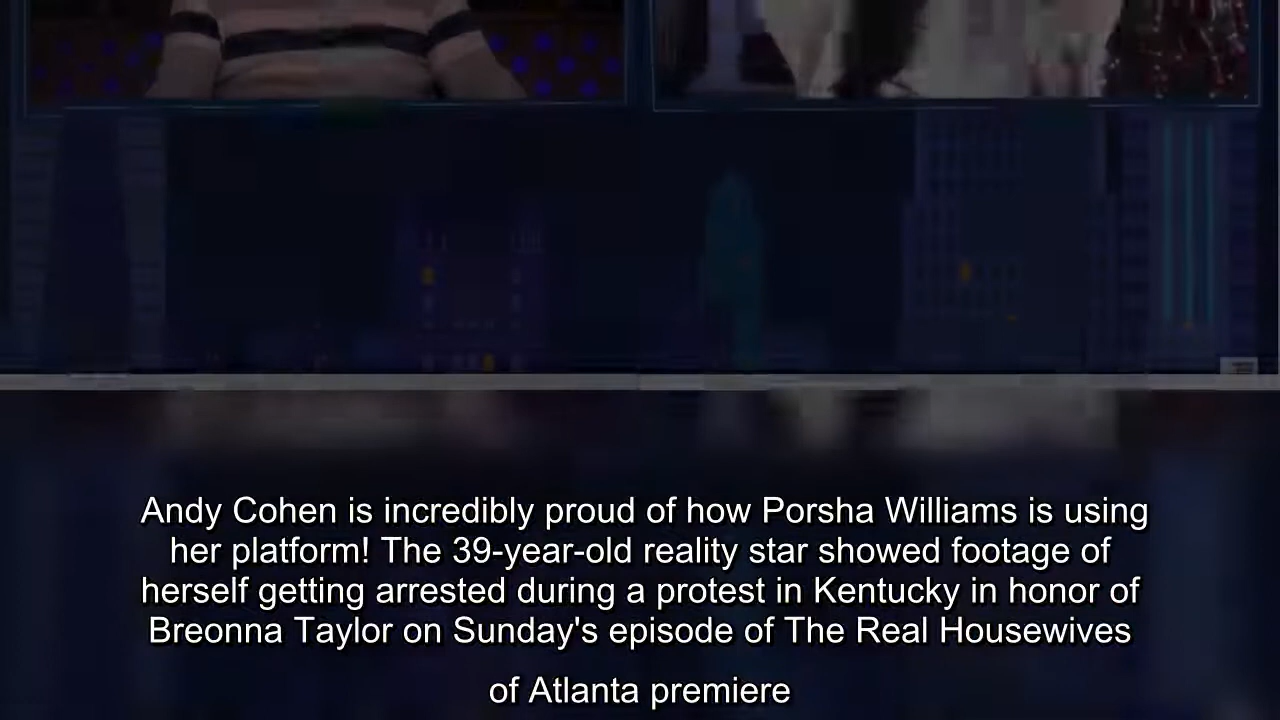 Andy Cohen is incredibly proud of how Porsha Williams is using
her platform! The 39-year-old reality star showed footage of
herself getting arrested during a protest in Kentucky in honor of
Breonna Taylor on Sunday's episode of The Real Housewives
of Atlanta premiere